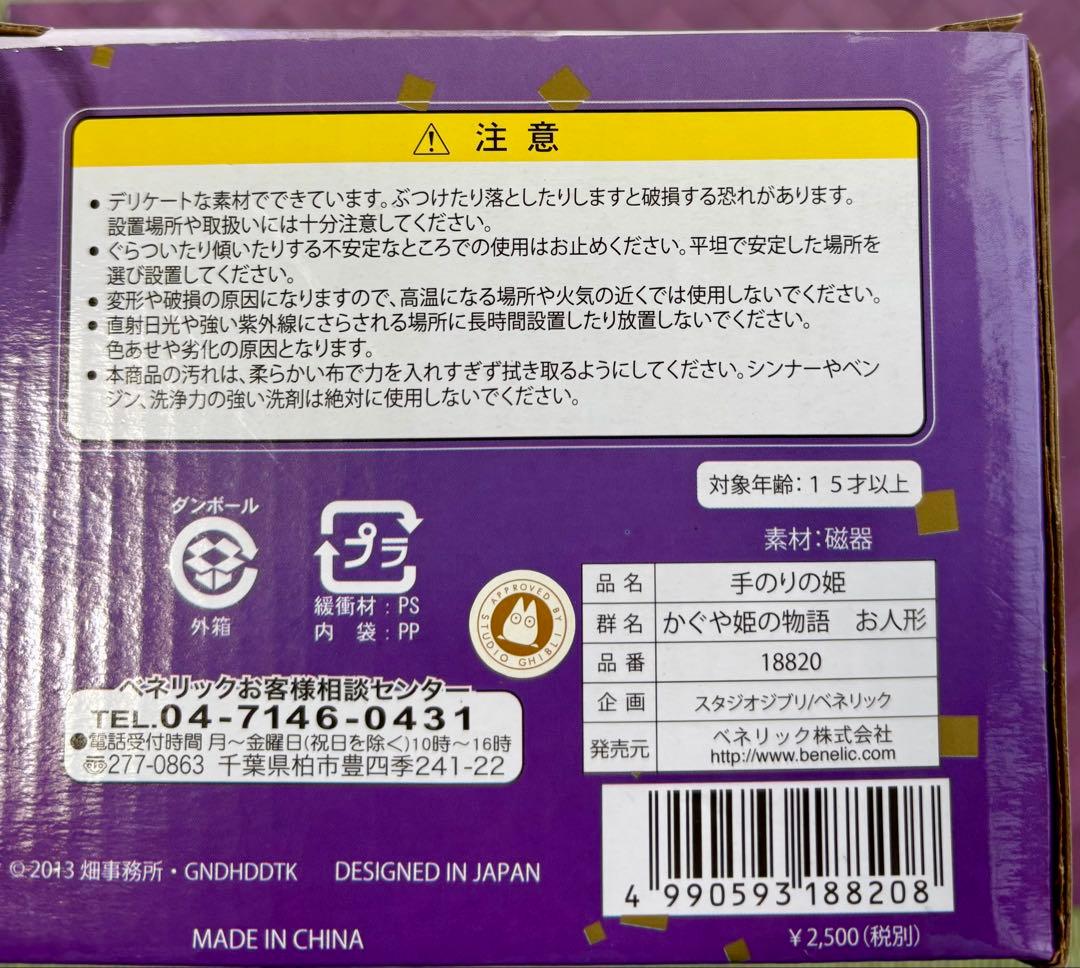 ⚠ 注意
• デリケートな素材でできています。ぶつけたり落としたりしますと破損する恐れがあります。
設置場所や取扱いには十分注意してください。
• ぐらついたり傾いたりする不安定なところでの使用はお止めください。平坦で安定した場所を
選び設置してください。
• 変形や破損の原因になりますので、高温になる場所や火気の近くでは使用しないでください。
• 直射日光や強い紫外線にさらされる場所に長時間設置したり放置しないでください。
色あせや劣化の原因となります。
• 本商品の汚れは、柔らかい布で力を入れすぎず拭き取るようにしてください。シンナーやベン
ジン、洗浄力の強い洗剤は絶対に使用しないでください。
対象年齢：15才以上
素材：磁器
ダンボール
外箱
プラ
緩衝材：PS
内 袋：PP
APPROVED BY STUDIO GHIBLI
品名 手のりの姫
群名 かぐや姫の物語 お人形
品番 18820
企画 スタジオジブリ/ベネリック
発売元 ベネリック株式会社
http://www.benelic.com
ベネリックお客様相談センター
TEL.04-7146-0431
●電話受付時間 月～金曜日(祝日を除く)10時～16時
〠277-0863 千葉県柏市豊四季241-22
©2013 畑事務所・GNDHDDTK DESIGNED IN JAPAN
MADE IN CHINA
4 990593 188208
￥2,500（税別）